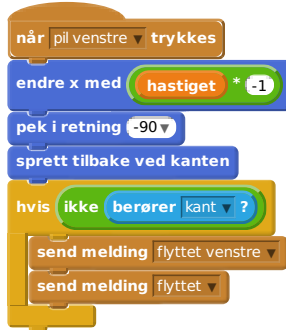 når pil venstre trykkes
endre x med hastiget * -1
pek i retning -90
sprett tilbake ved kanten
hvis ikke berører kant ?
send melding flyttet venstre
send melding flyttet